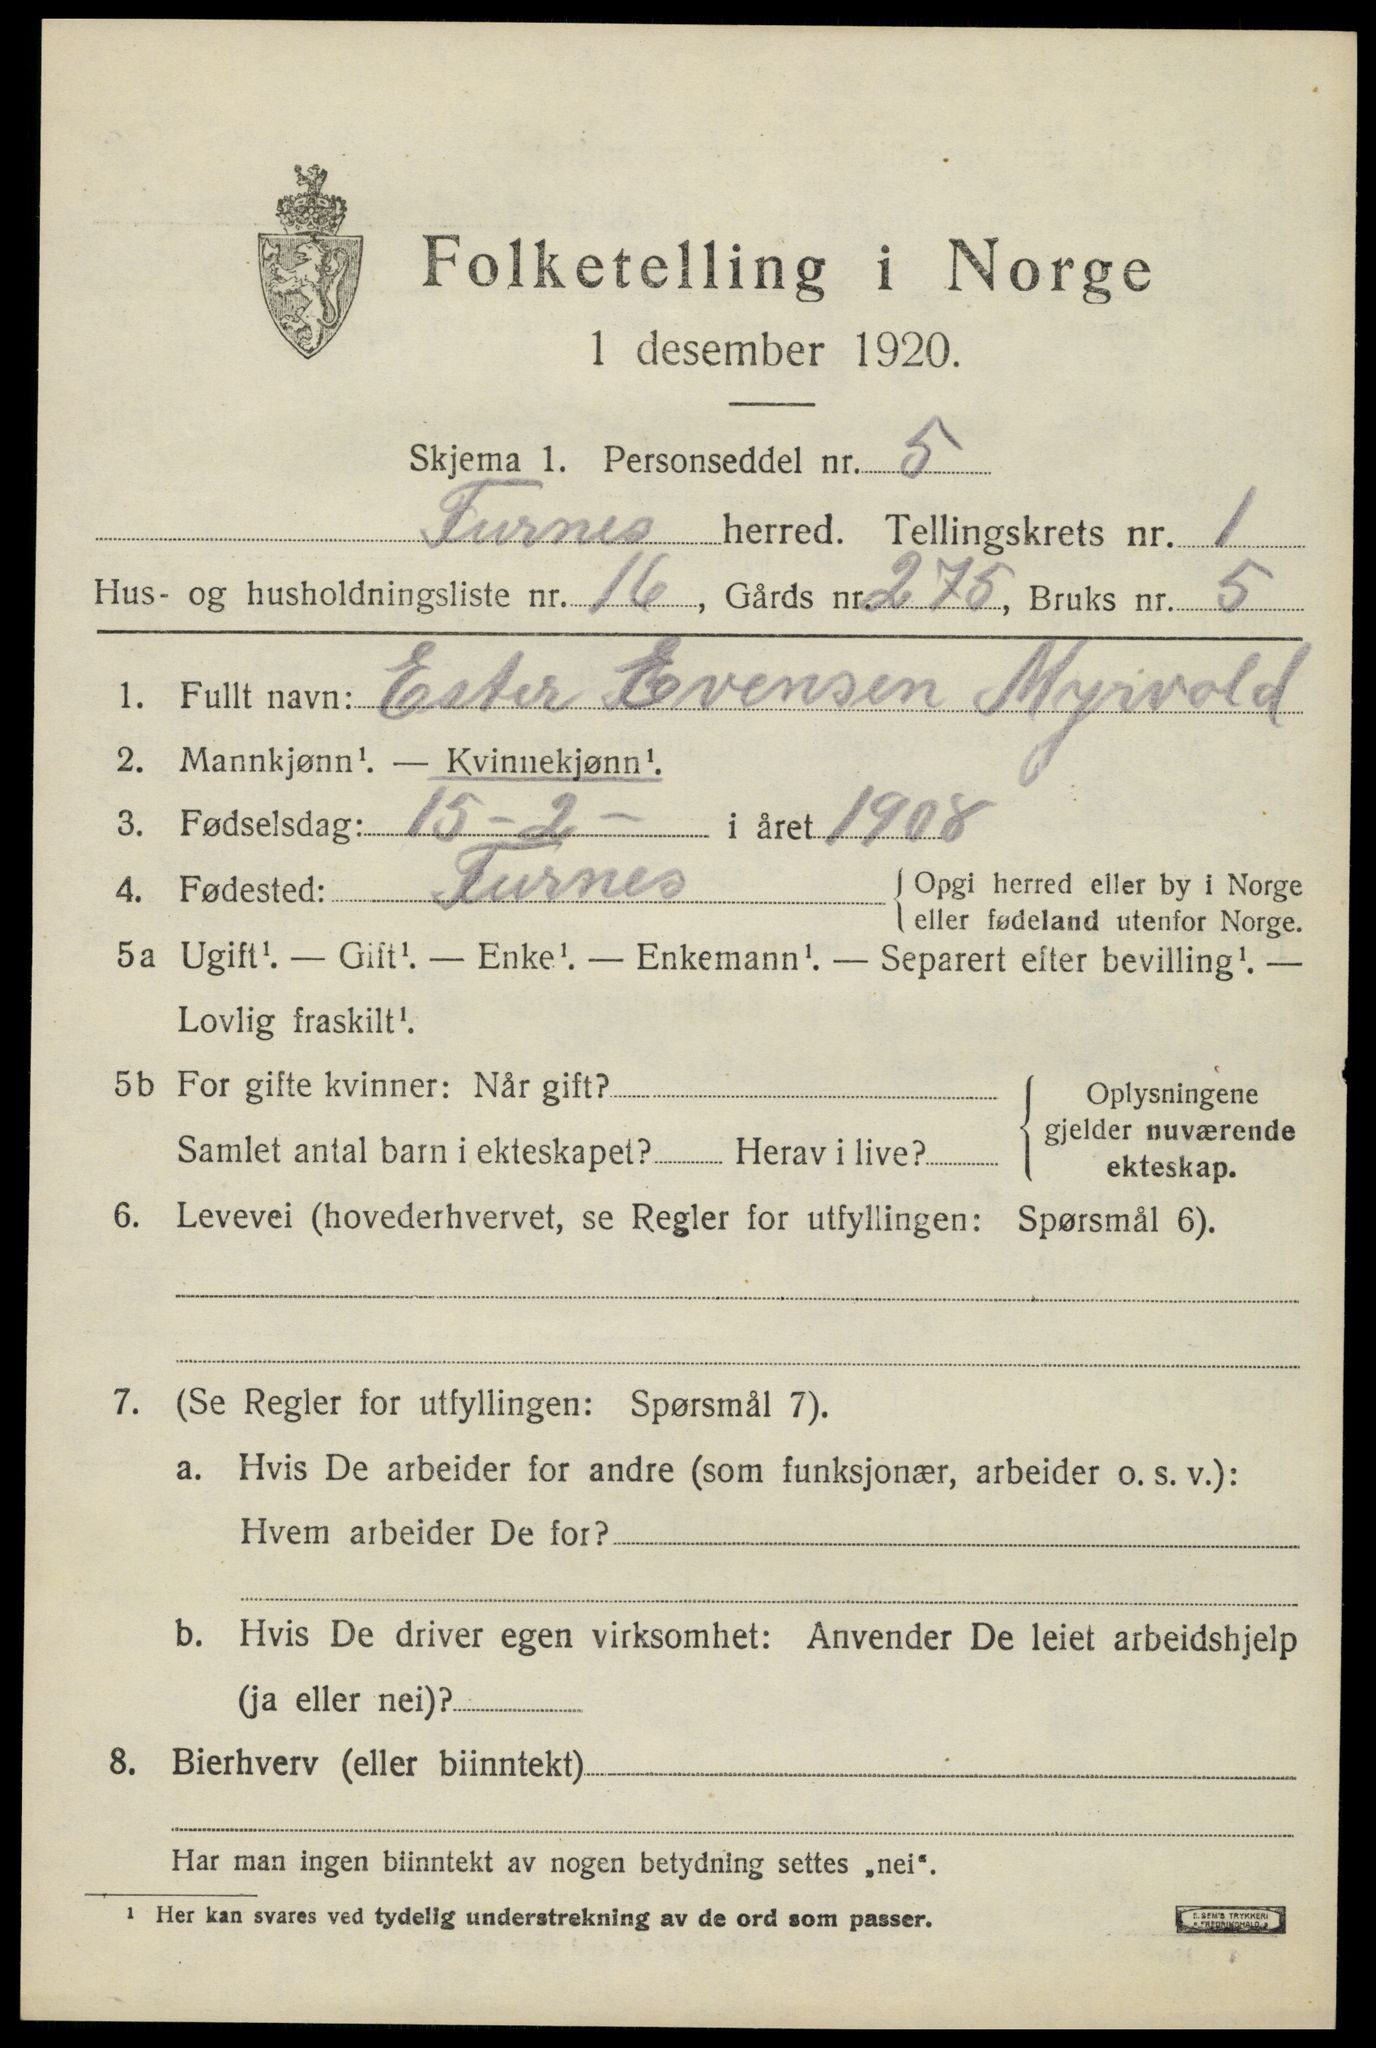 Folketelling i Norge
1 desember 1920.
Skjema 1. Personseddel nr. 5
Furnes herred. Tellingskrets nr. 1
Hus- og husholdningsliste nr. 16, Gårds nr. 275, Bruks nr. 5
1. Fullt navn: Ester Evensen Myrvold
2. Mannkjønn¹. — Kvinnekjønn¹.
3. Fødselsdag: 15-2- i året 1908
4. Fødested: Furnes { Opgi herred eller by i Norge
eller fødeland utenfor Norge.
5a Ugift¹. — Gift¹. — Enke¹. — Enkemann¹. — Separert efter bevilling¹. —
Lovlig fraskilt¹.
5b For gifte kvinner: Når gift?
Samlet antal barn i ekteskapet? Herav i live?
Oplysningene
gjelder nuværende
ekteskap.
6. Levevei (hovederhvervet, se Regler for utfyllingen: Spørsmål 6).
7. (Se Regler for utfyllingen: Spørsmål 7).
a. Hvis De arbeider for andre (som funksjonær, arbeider o. s. v.):
Hvem arbeider De for?
b. Hvis De driver egen virksomhet: Anvender De leiet arbeidshjelp
(ja eller nei)?
8. Bierhverv (eller biinntekt)
Har man ingen biinntekt av nogen betydning settes „nei“.
¹ Her kan svares ved tydelig understrekning av de ord som passer.
E. SEM'S TRYKKERI
FREDRIKSHALD